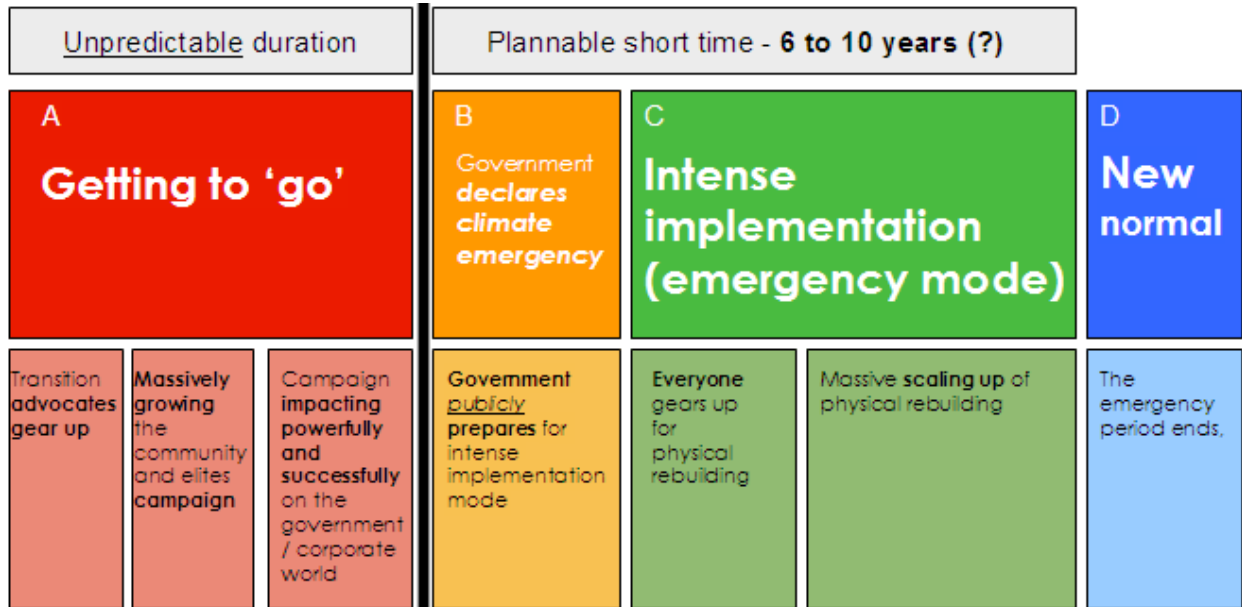 Unpredictable duration
Plannable short time - 6 to 10 years (?)
A
Getting to ‘go’
B
Government
declares
climate
emergency
C
Intense
implementation
(emergency mode)
D
New
normal
Transition
advocates
gear up
Massively
growing
the
community
and elites
campaign
Campaign
impacting
powerfully
and
successfully
on the
government
/ corporate
world
Government
publicly
prepares for
intense
implementation
mode
Everyone
gears up
for
physical
rebuilding
Massive scaling up of
physical rebuilding
The
emergency
period ends,